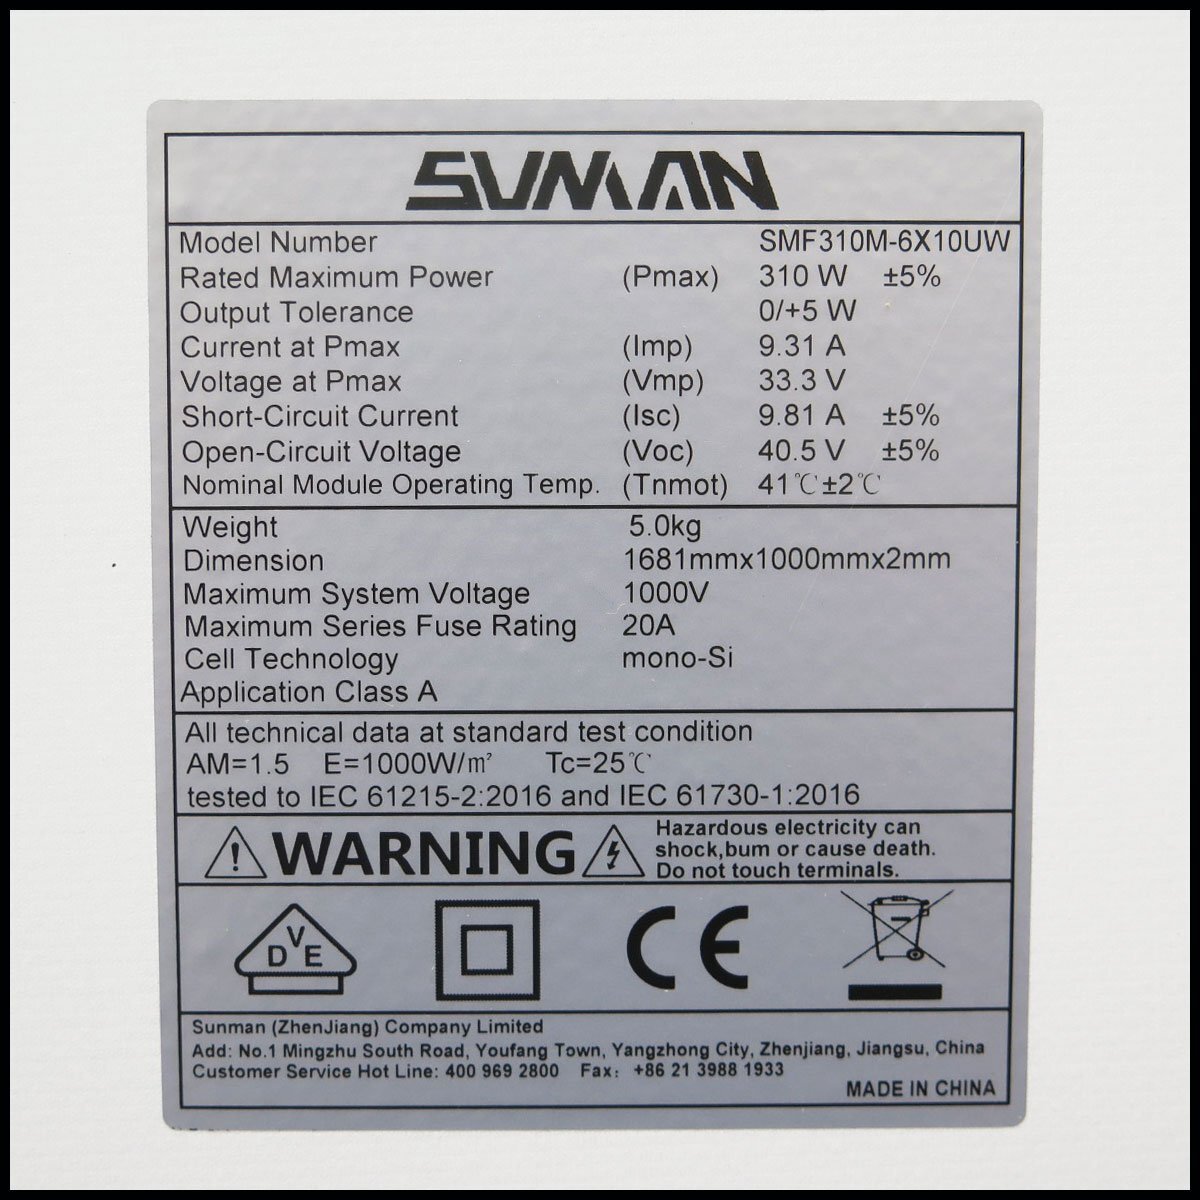 SUNMAN
Model Number SMF310M-6X10UW
Rated Maximum Power (Pmax) 310 W ±5%
Output Tolerance 0/+5 W
Current at Pmax (Imp) 9.31 A
Voltage at Pmax (Vmp) 33.3 V
Short-Circuit Current (Isc) 9.81 A ±5%
Open-Circuit Voltage (Voc) 40.5 V ±5%
Nominal Module Operating Temp. (Tnmot) 41℃±2℃
Weight 5.0kg
Dimension 1681mmx1000mmx2mm
Maximum System Voltage 1000V
Maximum Series Fuse Rating 20A
Cell Technology mono-Si
Application Class A
All technical data at standard test condition
AM=1.5 E=1000W/m² Tc=25℃
tested to IEC 61215-2:2016 and IEC 61730-1:2016
WARNING
Hazardous electricity can
shock,bum or cause death.
Do not touch terminals.
DVE
CE
Sunman (ZhenJiang) Company Limited
Add: No.1 Mingzhu South Road, Youfang Town, Yangzhong City, Zhenjiang, Jiangsu, China
Customer Service Hot Line: 400 969 2800 Fax: +86 21 3988 1933
MADE IN CHINA